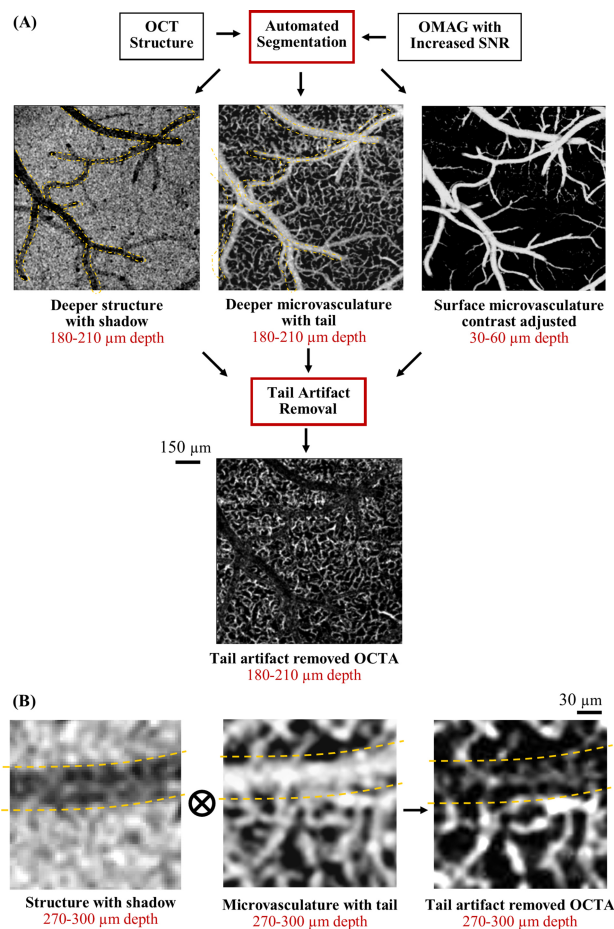 (A)
OCT
Structure
Automated
Segmentation
OMAG with
Increased SNR
Deeper structure
with shadow
180-210 µm depth
Deeper microvasculature
with tail
180-210 µm depth
Surface microvasculature
contrast adjusted
30-60 µm depth
Tail Artifact
Removal
150 µm
Tail artifact removed OCTA
180-210 µm depth
(B)
30 µm
Structure with shadow
270-300 µm depth
Microvasculature with tail
270-300 µm depth
Tail artifact removed OCTA
270-300 µm depth